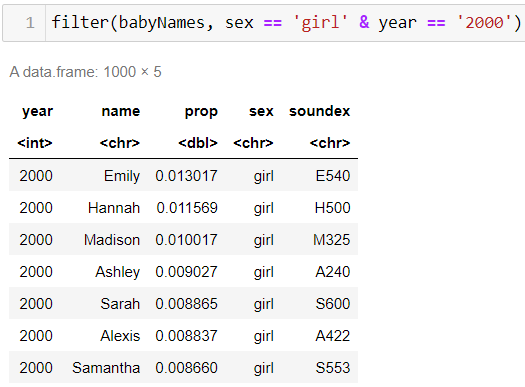 1 filter(babyNames, sex == 'girl' & year == '2000')
A data.frame: 1000 × 5
year name prop sex soundex
<int> <chr> <dbl> <chr> <chr>
2000 Emily 0.013017 girl E540
2000 Hannah 0.011569 girl H500
2000 Madison 0.010017 girl M325
2000 Ashley 0.009027 girl A240
2000 Sarah 0.008865 girl S600
2000 Alexis 0.008837 girl A422
2000 Samantha 0.008660 girl S553